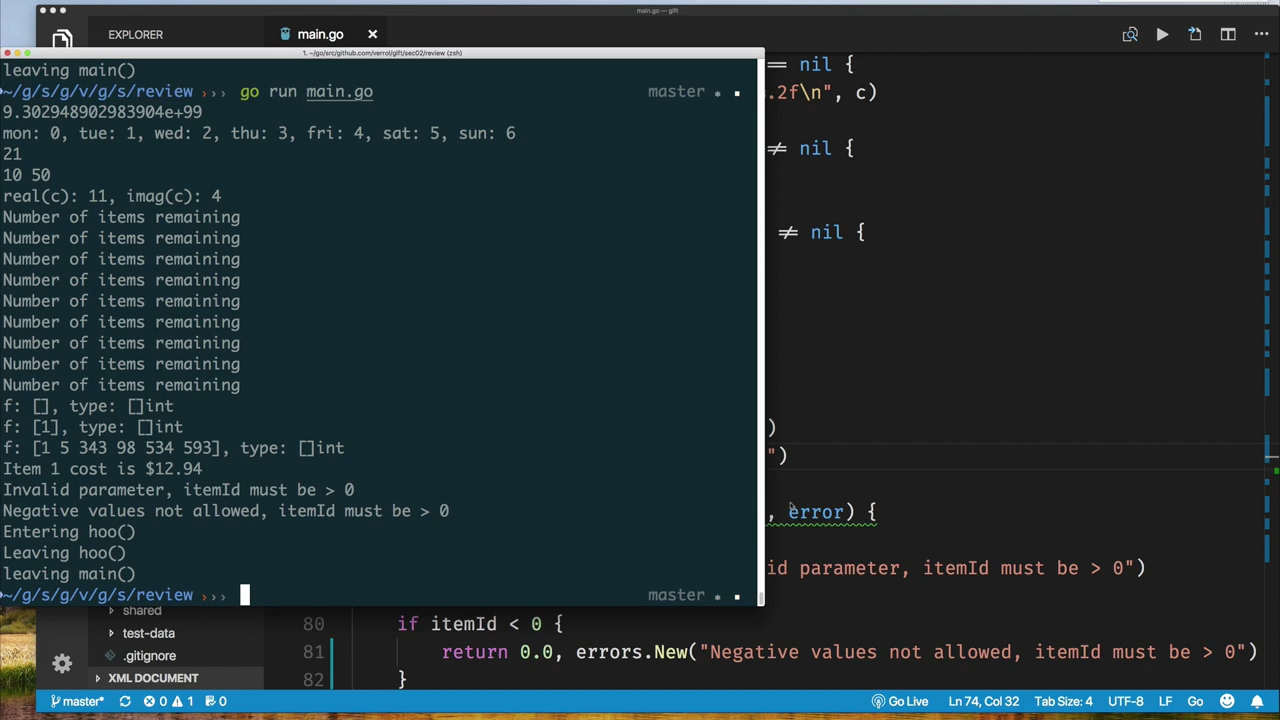 main.go — gift
EXPLORER
main.go
1. ~/go/src/github.com/verrol/gift/sec02/review (zsh)
leaving main()
~/g/s/g/v/g/s/review ››› go run main.go master * ▪
9.302948902983904e+99
mon: 0, tue: 1, wed: 2, thu: 3, fri: 4, sat: 5, sun: 6
21
10 50
real(c): 11, imag(c): 4
Number of items remaining
Number of items remaining
Number of items remaining
Number of items remaining
Number of items remaining
Number of items remaining
Number of items remaining
Number of items remaining
Number of items remaining
f: [], type: []int
f: [1], type: []int
f: [1 5 343 98 534 593], type: []int
Item 1 cost is $12.94
Invalid parameter, itemId must be > 0
Negative values not allowed, itemId must be > 0
Entering hoo()
Leaving hoo()
leaving main()
~/g/s/g/v/g/s/review ››› master * ▪
== nil {
.2f\n", c)
≠ nil {
≠ nil {
)
")
, error) {
id parameter, itemId must be > 0")
80 if itemId < 0 {
81 return 0.0, errors.New("Negative values not allowed, itemId must be > 0")
82 }
shared
test-data
.gitignore
XML DOCUMENT
master* 0 1 0 Go Live Ln 74, Col 32 Tab Size: 4 UTF-8 LF Go